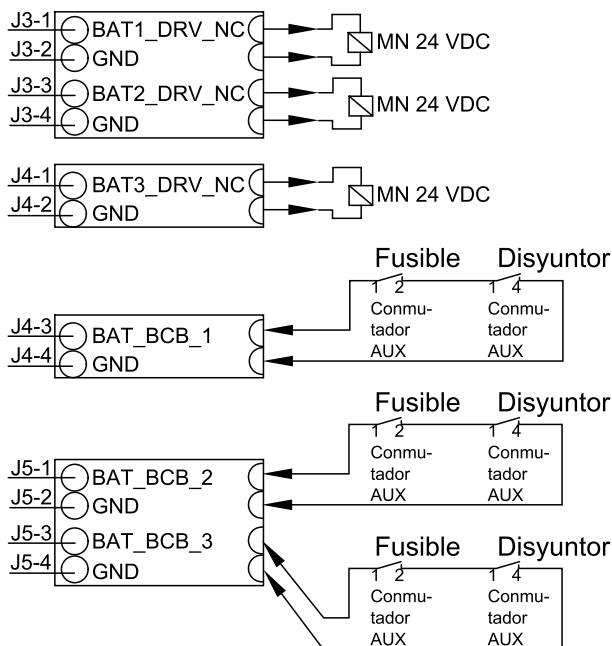 J3-1 BAT1_DRV_NC
J3-2 GND
MN 24 VDC
J3-3 BAT2_DRV_NC
J3-4 GND
MN 24 VDC
J4-1 BAT3_DRV_NC
J4-2 GND
MN 24 VDC
Fusible Disyuntor
1 2 1 4
Conmu- Conmu-
tador tador
AUX AUX
J4-3 BAT_BCB_1
J4-4 GND
Fusible Disyuntor
1 2 1 4
Conmu- Conmu-
tador tador
AUX AUX
J5-1 BAT_BCB_2
J5-2 GND
J5-3 BAT_BCB_3
J5-4 GND
Fusible Disyuntor
1 2 1 4
Conmu- Conmu-
tador tador
AUX AUX